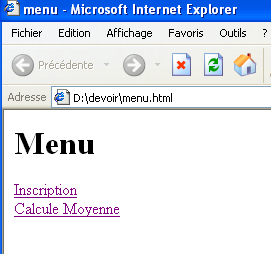 menu - Microsoft Internet Explorer
Fichier Edition Affichage Favoris Outils ?
Précédente
Adresse D:\devoir\menu.html
Menu
Inscription
Calcule Moyenne